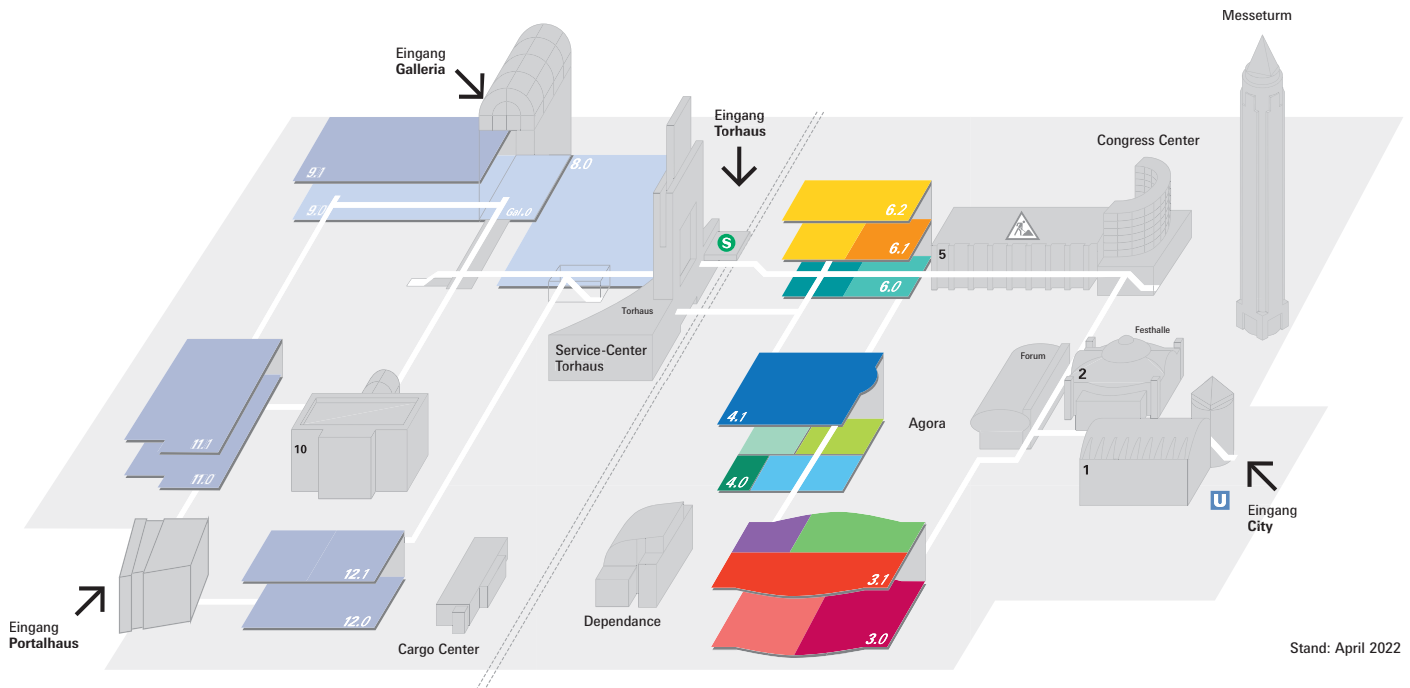 Messeturm
Eingang
Galleria
Eingang
Torhaus
Congress Center
9.1
8.0
9.0
Gal.0
S
6.2
6.1
5
6.0
Torhaus
Service-Center
Torhaus
Forum
Festhalle
2
4.1
Agora
11.1
10
11.0
4.0
1
U
Eingang
City
12.1
3.1
12.0
3.0
Eingang
Portalhaus
Cargo Center
Dependance
Stand: April 2022